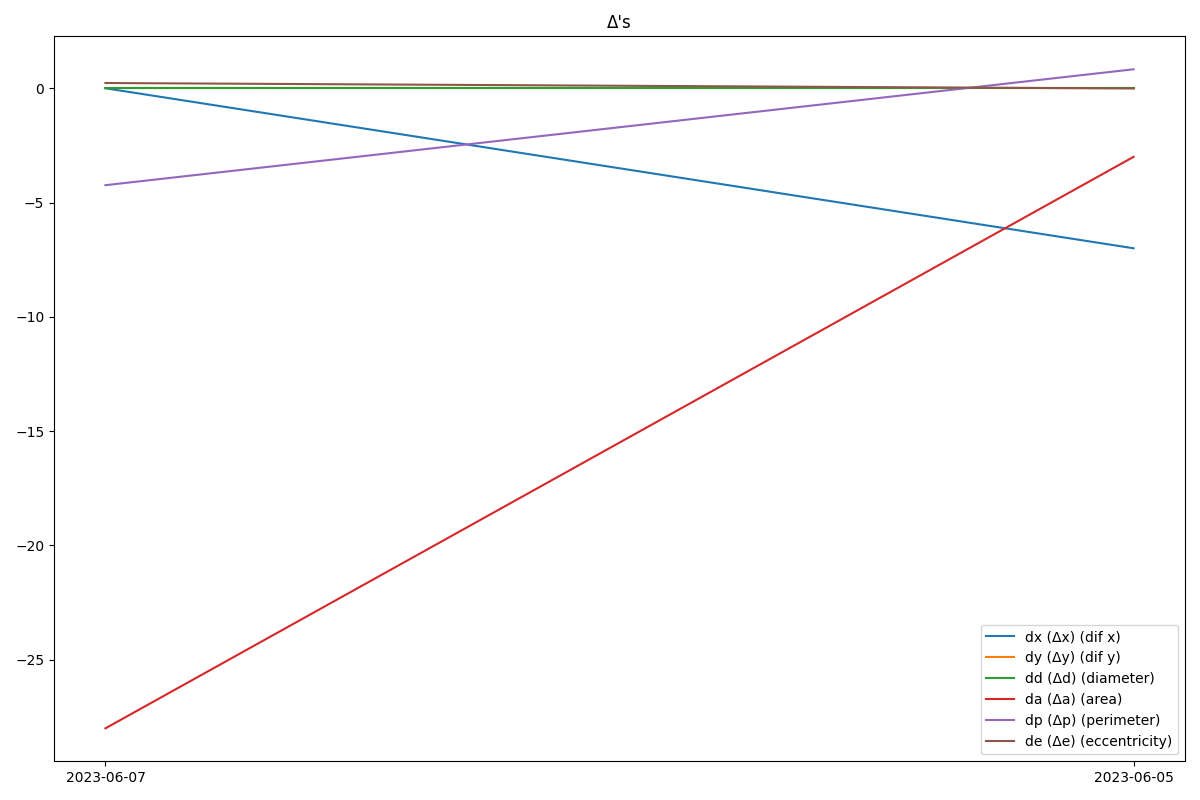 Δ's
0
−5
−10
−15
−20
−25
2023-06-07
2023-06-05
dx (Δx) (dif x)
dy (Δy) (dif y)
dd (Δd) (diameter)
da (Δa) (area)
dp (Δp) (perimeter)
de (Δe) (eccentricity)